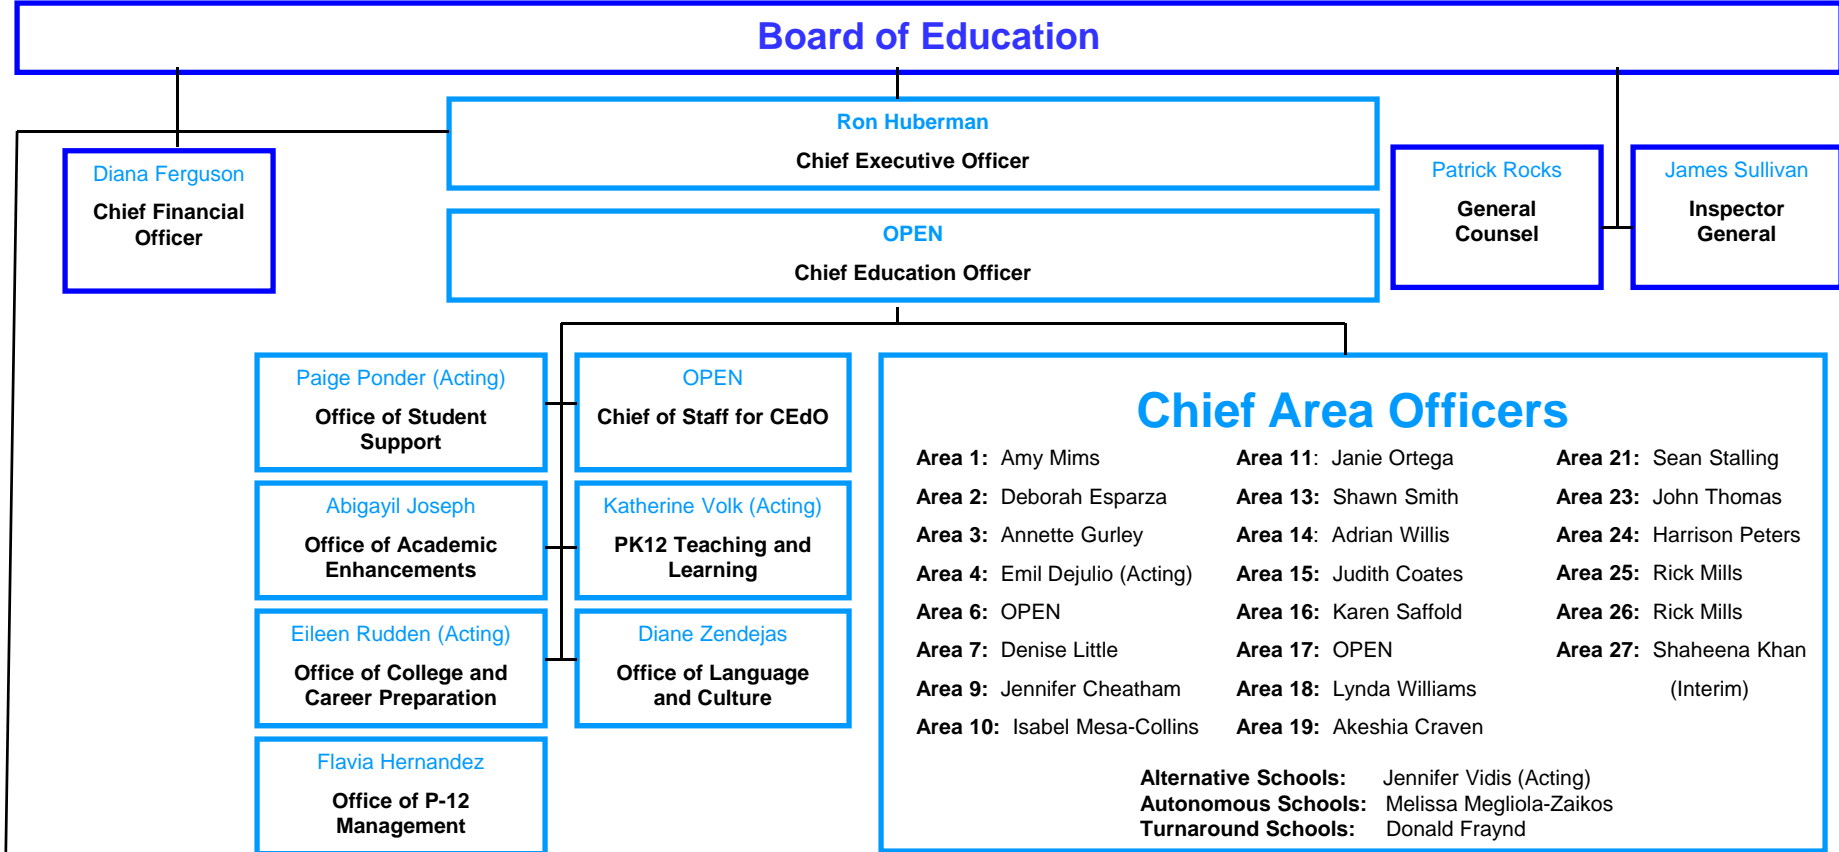 Board of Education
Ron Huberman
Chief Executive Officer
Diana Ferguson
Chief Financial
Officer
Patrick Rocks
General
Counsel
James Sullivan
Inspector
General
OPEN
Chief Education Officer
Paige Ponder (Acting)
Office of Student
Support
OPEN
Chief of Staff for CEdO
Abigayil Joseph
Office of Academic
Enhancements
Katherine Volk (Acting)
PK12 Teaching and
Learning
Eileen Rudden (Acting)
Office of College and
Career Preparation
Diane Zendejas
Office of Language
and Culture
Flavia Hernandez
Office of P-12
Management
Chief Area Officers
Area 1: Amy Mims
Area 2: Deborah Esparza
Area 3: Annette Gurley
Area 4: Emil Dejulio (Acting)
Area 6: OPEN
Area 7: Denise Little
Area 9: Jennifer Cheatham
Area 10: Isabel Mesa-Collins
Area 11: Janie Ortega
Area 13: Shawn Smith
Area 14: Adrian Willis
Area 15: Judith Coates
Area 16: Karen Saffold
Area 17: OPEN
Area 18: Lynda Williams
Area 19: Akeshia Craven
Area 21: Sean Stalling
Area 23: John Thomas
Area 24: Harrison Peters
Area 25: Rick Mills
Area 26: Rick Mills
Area 27: Shaheena Khan
(Interim)
Alternative Schools: Jennifer Vidis (Acting)
Autonomous Schools: Melissa Megliola-Zaikos
Turnaround Schools: Donald Fraynd